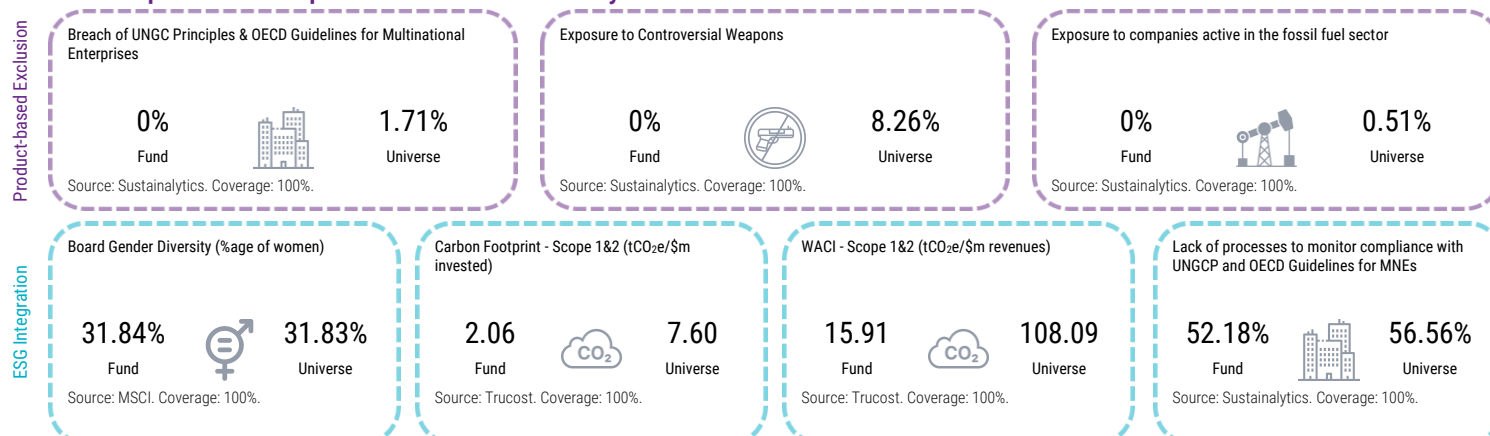 Product-based Exclusion
Breach of UNGC Principles & OECD Guidelines for Multinational
Enterprises
0%
Fund
1.71%
Universe
Source: Sustainalytics. Coverage: 100%.
Exposure to Controversial Weapons
0%
Fund
8.26%
Universe
Source: Sustainalytics. Coverage: 100%.
Exposure to companies active in the fossil fuel sector
0%
Fund
0.51%
Universe
Source: Sustainalytics. Coverage: 100%.
ESG Integration
Board Gender Diversity (%age of women)
31.84%
Fund
31.83%
Universe
Source: MSCI. Coverage: 100%.
Carbon Footprint - Scope 1&2 (tCO₂e/$m
invested)
2.06
Fund
CO₂
7.60
Universe
Source: Trucost. Coverage: 100%.
WACI - Scope 1&2 (tCO₂e/$m revenues)
15.91
Fund
CO₂
108.09
Universe
Source: Trucost. Coverage: 100%.
Lack of processes to monitor compliance with
UNGCP and OECD Guidelines for MNEs
52.18%
Fund
56.56%
Universe
Source: Sustainalytics. Coverage: 100%.